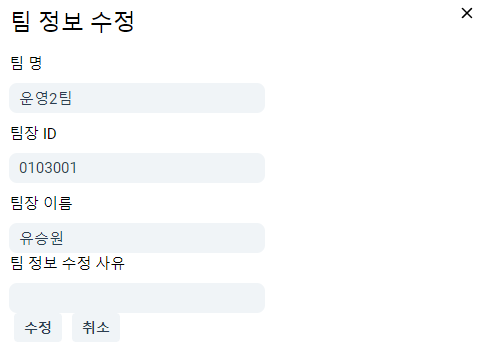 팀 정보 수정
팀 명
운영2팀
팀장 ID
0103001
팀장 이름
유승원
팀 정보 수정 사유
수정 취소